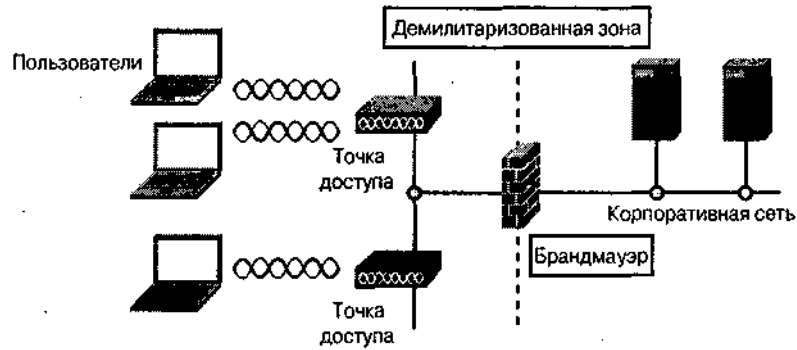 Демилитаризованная зона
Пользователи
Точка
доступа
Корпоративная сеть
Брандмауэр
Точка
доступа